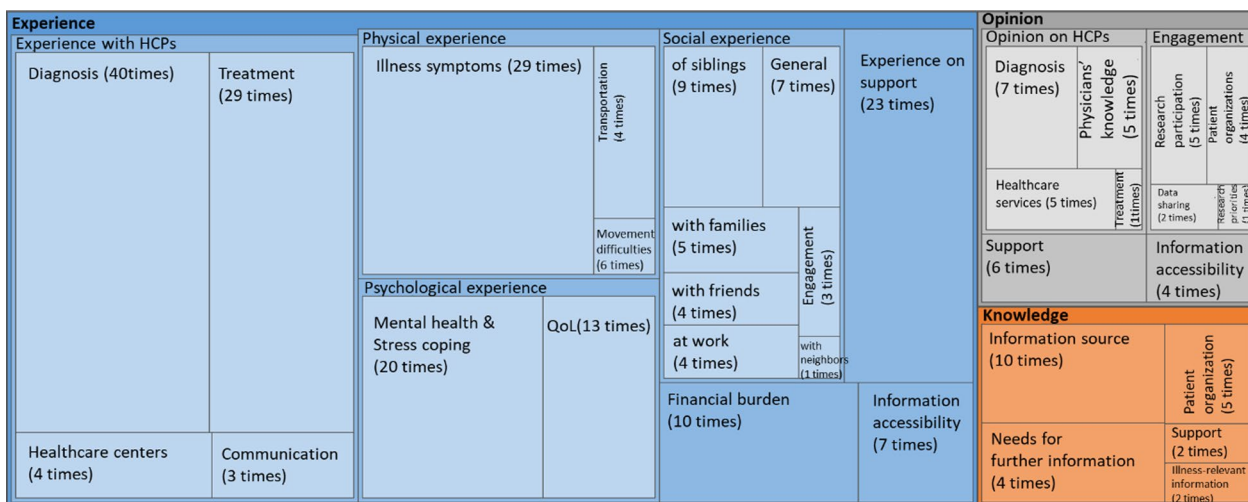 Experience
Experience with HCPs
Diagnosis (40times)
Treatment
(29 times)
Healthcare centers
(4 times)
Communication
(3 times)
Physical experience
Illness symptoms (29 times)
Transportation
(4 times)
Movement
difficulties
(6 times)
Psychological experience
Mental health &
Stress coping
(20 times)
QoL(13 times)
Social experience
of siblings
(9 times)
General
(7 times)
with families
(5 times)
with friends
(4 times)
at work
(4 times)
Engagement
(3 times)
with
neighbors
(1 times)
Experience on
support
(23 times)
Financial burden
(10 times)
Information
accessibility
(7 times)
Opinion
Opinion on HCPs
Diagnosis
(7 times)
Physicians'
knowledge
(5 times)
Healthcare
services (5 times)
Treatment
(1times)
Engagement
Research
participation
(5 times)
Patient
organizations
(4 times)
Data
sharing
(2 times)
Research
priorities
(1 times)
Support
(6 times)
Information
accessibility
(4 times)
Knowledge
Information source
(10 times)
Patient
organization
(5 times)
Needs for
further information
(4 times)
Support
(2 times)
Illness-relevant
information
(2 times)